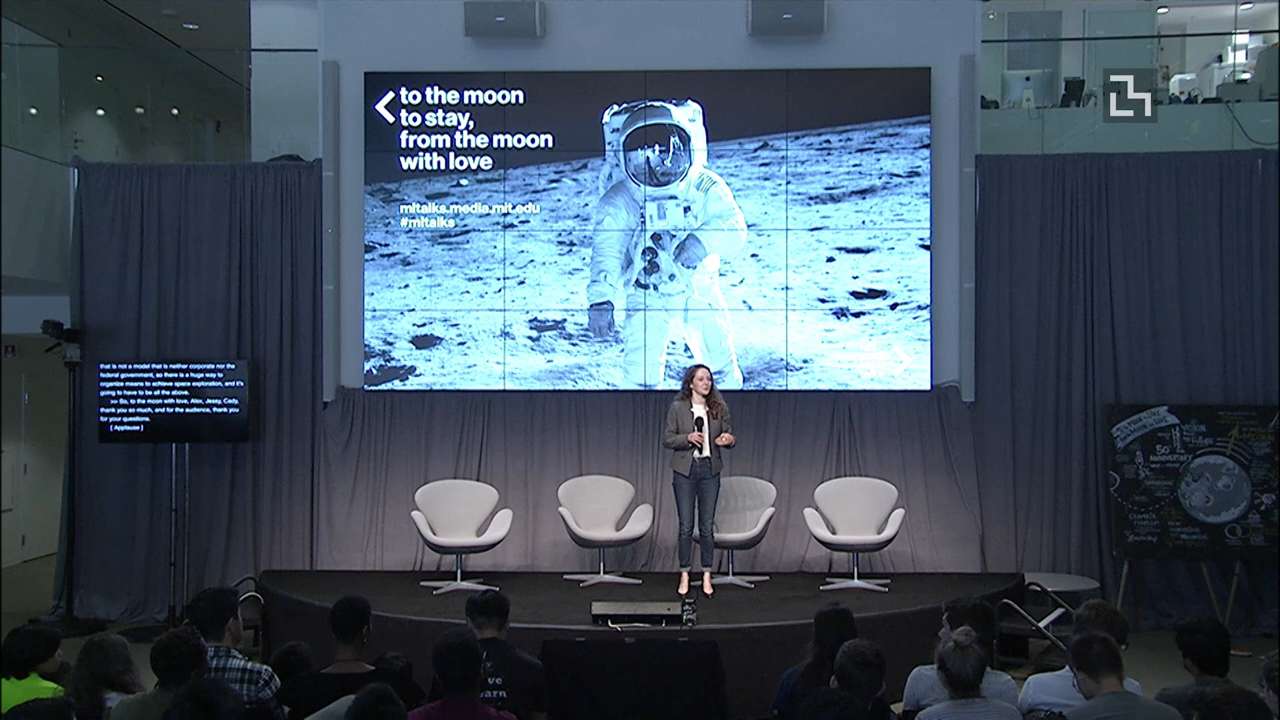 to the moon
to stay,
from the moon
with love
mltalks.media.mit.edu
#mltalks
that is not a model that is neither corporate nor the
federal government, so there is a huge way to
organize means to achieve space exploration, and it's
going to have to be all the above.
>> So, to the moon with love, Alex, Jessy, Cady,
thank you so much, and for the audience, thank you
for your questions.
[ Applause ]
50
ANNIVERSARY